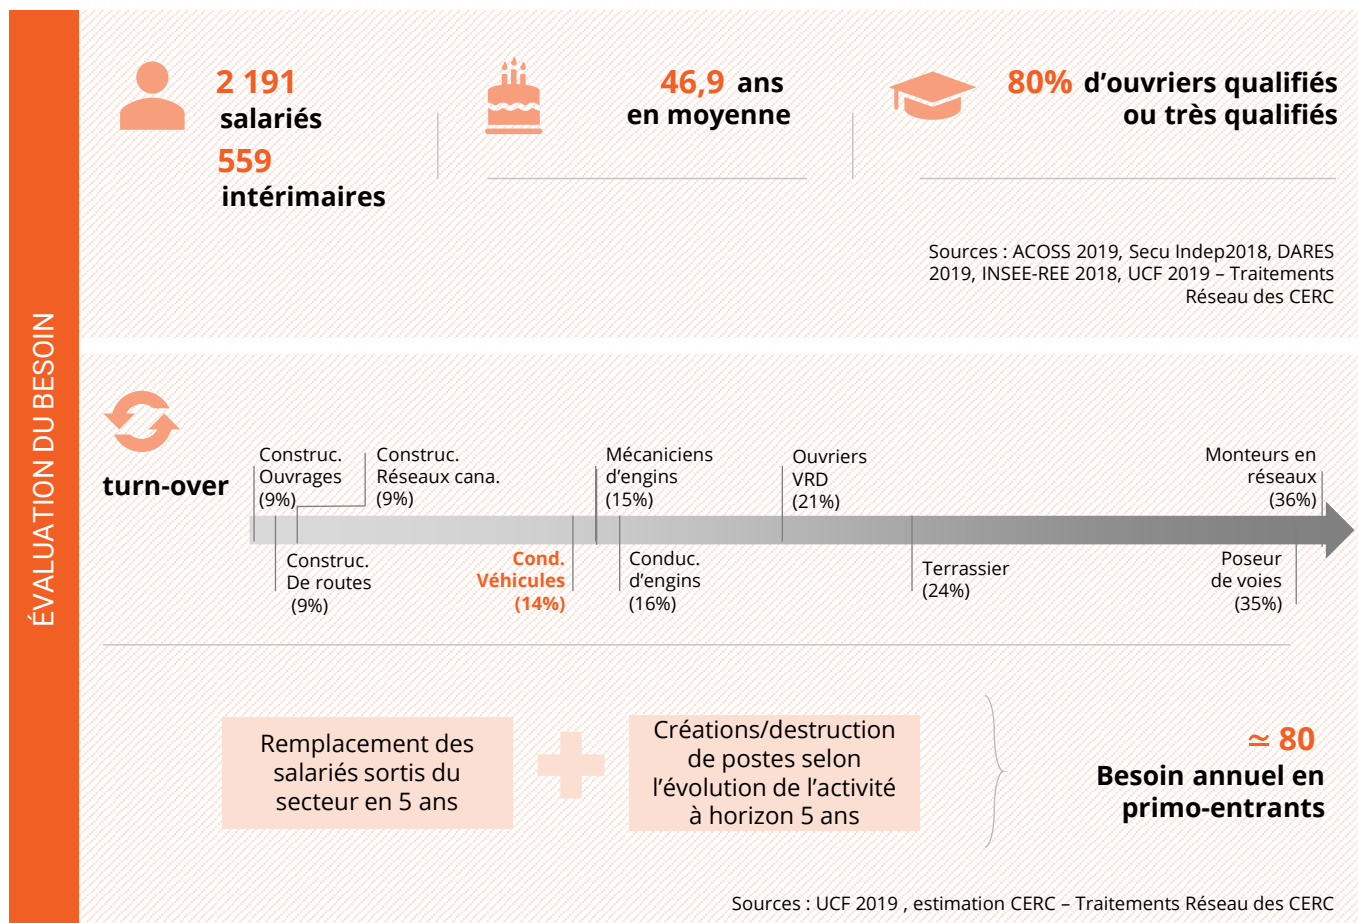 ÉVALUATION DU BESOIN
2 191
salariés
559
intérimaires
46,9 ans
en moyenne
80% d’ouvriers qualifiés
ou très qualifiés
Sources : ACOSS 2019, Secu Indep2018, DARES
2019, INSEE-REE 2018, UCF 2019 – Traitements
Réseau des CERC
turn-over
Construc.
Ouvrages
(9%)
Construc.
Réseaux cana.
(9%)
Mécaniciens
d’engins
(15%)
Ouvriers
VRD
(21%)
Monteurs en
réseaux
(36%)
Construc.
De routes
(9%)
Cond.
Véhicules
(14%)
Conduc.
d’engins
(16%)
Terrassier
(24%)
Poseur
de voies
(35%)
Remplacement des
salariés sortis du
secteur en 5 ans
Créations/destruction
de postes selon
l’évolution de l’activité
à horizon 5 ans
≃ 80
Besoin annuel en
primo-entrants
Sources : UCF 2019 , estimation CERC – Traitements Réseau des CERC